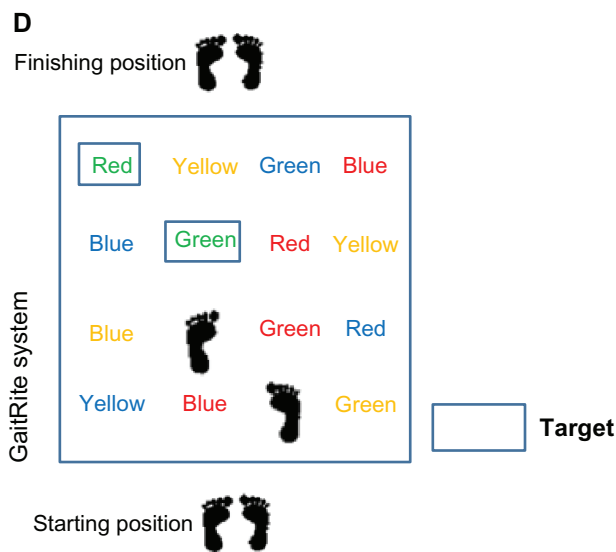 D
Finishing position
Red Yellow Green Blue
Blue Green Red Yellow
Blue Green Red
Yellow Blue Green
GaitRite system
Target
Starting position